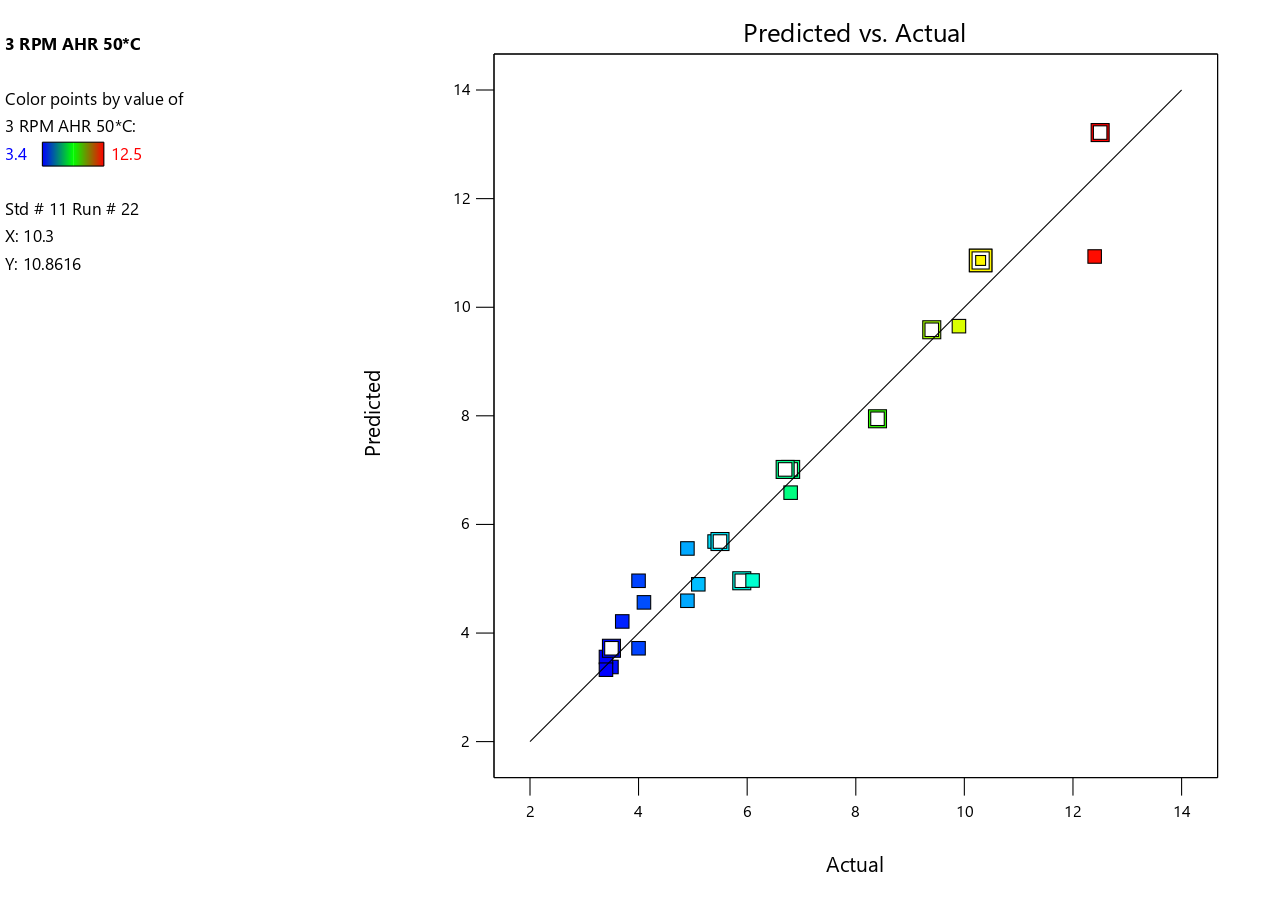 3 RPM AHR 50*C
Color points by value of
3 RPM AHR 50*C:
3.4 12.5
Std # 11 Run # 22
X: 10.3
Y: 10.8616
Predicted vs. Actual
14
12
10
8
6
4
2
Predicted
2 4 6 8 10 12 14
Actual